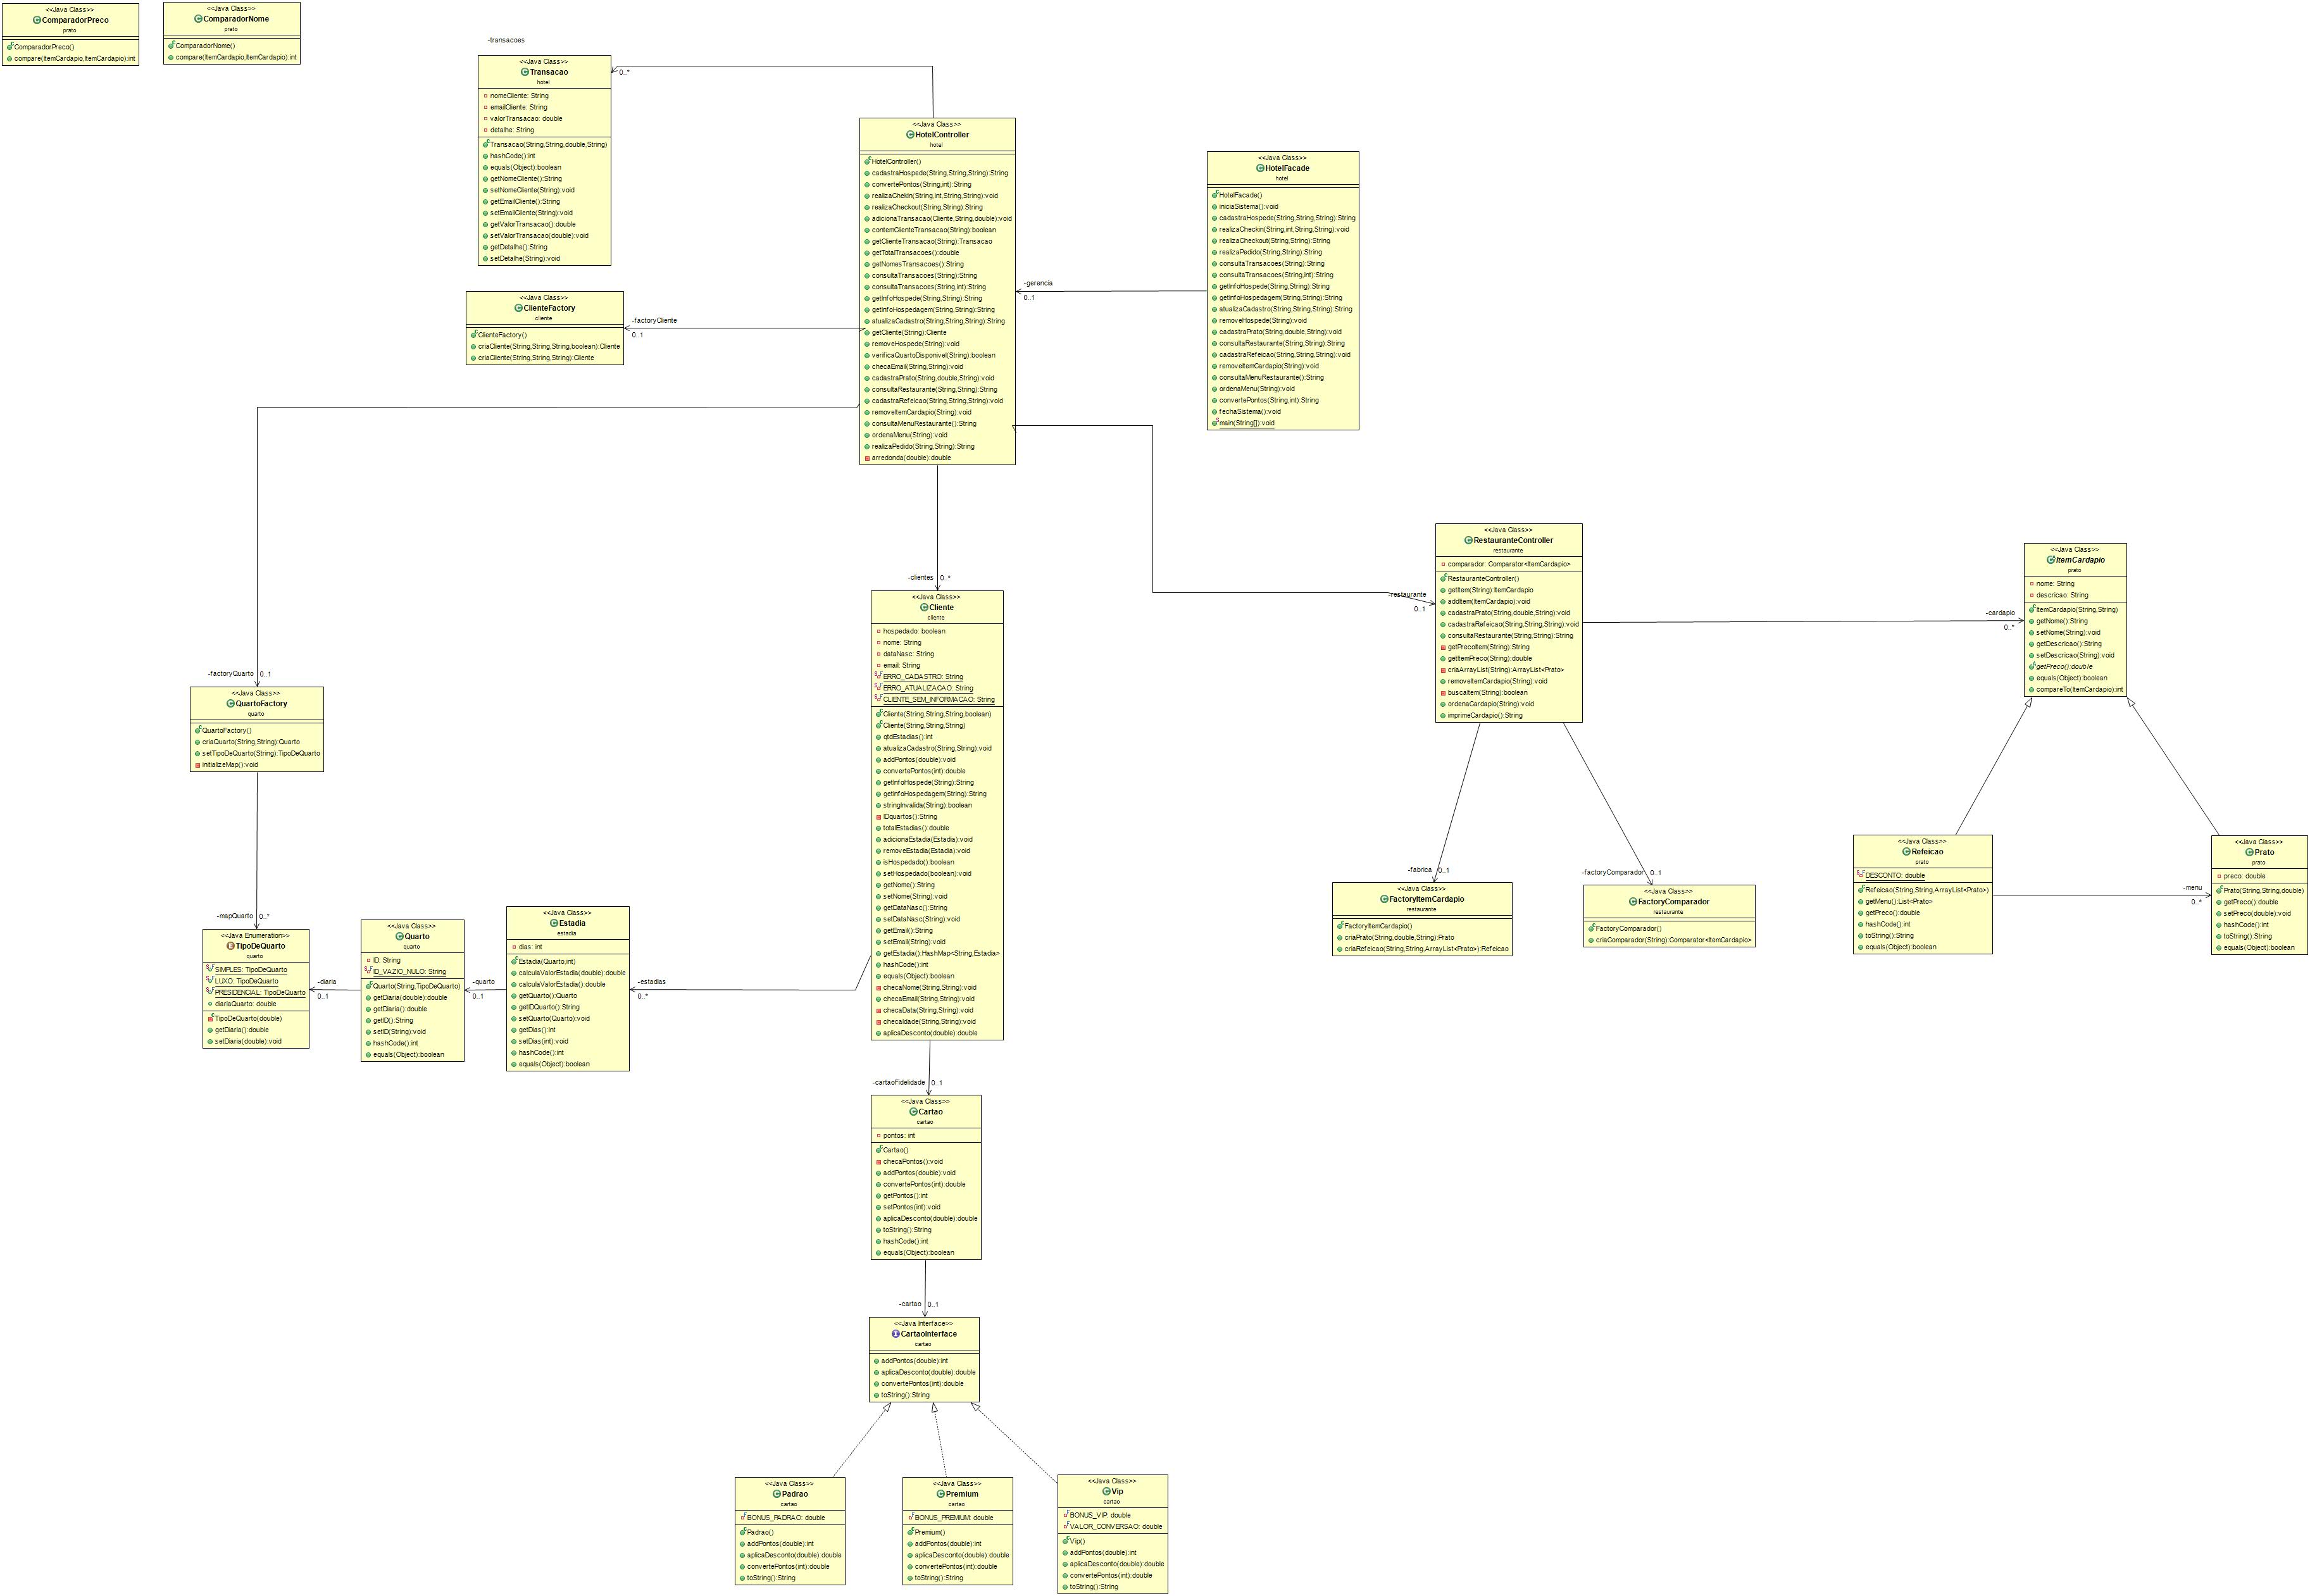 <<Java Class>>
ComparadorPreco
prato
ComparadorPreco()
compare(ItemCardapio,ItemCardapio):int
<<Java Class>>
ComparadorNome
prato
ComparadorNome()
compare(ItemCardapio,ItemCardapio):int
-transacoes
0..*
<<Java Class>>
Transacao
hotel
nomeCliente: String
emailCliente: String
valorTransacao: double
detalhe: String
Transacao(String,String,double,String)
hashCode():int
equals(Object):boolean
getNomeCliente():String
setNomeCliente(String):void
getEmailCliente():String
setEmailCliente(String):void
getValorTransacao():double
setValorTransacao(double):void
getDetalhe():String
setDetalhe(String):void
<<Java Class>>
HotelController
hotel
HotelController()
cadastraHospede(String,String,String):String
convertePontos(String,int):String
realizaChekin(String,int,String,String):void
realizaCheckout(String,String):String
adicionaTransacao(Cliente,String,double):void
contemClienteTransacao(String):boolean
getClienteTransacao(String):Transacao
getTotalTransacoes():double
getNomesTransacoes():String
consultaTransacoes(String):String
consultaTransacoes(String,int):String
getInfoHospede(String,String):String
getInfoHospedagem(String,String):String
atualizaCadastro(String,String,String):String
getCliente(String):Cliente
removeHospede(String):void
verificaQuartoDisponivel(String):boolean
checaEmail(String,String):void
cadastraPrato(String,double,String):void
consultaRestaurante(String,String):String
cadastraRefeicao(String,String,String):void
removeItemCardapio(String):void
consultaMenuRestaurante():String
ordenaMenu(String):void
realizaPedido(String,String):String
arredonda(double):double
<<Java Class>>
HotelFacade
hotel
HotelFacade()
iniciaSistema():void
cadastraHospede(String,String,String):String
realizaCheckin(String,int,String,String):void
realizaCheckout(String,String):String
realizaPedido(String,String):String
consultaTransacoes(String):String
consultaTransacoes(String,int):String
getInfoHospede(String,String):String
getInfoHospedagem(String,String):String
atualizaCadastro(String,String,String):String
removeHospede(String):void
cadastraPrato(String,double,String):void
consultaRestaurante(String,String):String
cadastraRefeicao(String,String,String):void
removeItemCardapio(String):void
consultaMenuRestaurante():String
ordenaMenu(String):void
convertePontos(String,int):String
fechaSistema():void
main(String[]):void
-gerencia
0..1
<<Java Class>>
ClienteFactory
cliente
ClienteFactory()
criaCliente(String,String,String,boolean):Cliente
criaCliente(String,String,String):Cliente
-factoryCliente
0..1
-clientes
0..*
<<Java Class>>
Cliente
cliente
hospedado: boolean
nome: String
dataNasc: String
email: String
ERRO_CADASTRO: String
ERRO_ATUALIZACAO: String
CLIENTE_SEM_INFORMACAO: String
Cliente(String,String,String,boolean)
Cliente(String,String,String)
qtdEstadias():int
atualizaCadastro(String,String):void
addPontos(double):void
convertePontos(int):double
getInfoHospede(String):String
getInfoHospedagem(String):String
stringInvalida(String):boolean
IDquartos():String
totalEstadias():double
adicionaEstadia(Estadia):void
removeEstadia(Estadia):void
isHospedado():boolean
setHospedado(boolean):void
getNome():String
setNome(String):void
getDataNasc():String
setDataNasc(String):void
getEmail():String
setEmail(String):void
getEstadia():HashMap<String,Estadia>
hashCode():int
equals(Object):boolean
checaNome(String,String):void
checaEmail(String,String):void
checaData(String,String):void
checaIdade(String,String):void
aplicaDesconto(double):double
-restaurante
0..1
<<Java Class>>
RestauranteController
restaurante
comparador: Comparator<ItemCardapio>
RestauranteController()
getItem(String):ItemCardapio
addItem(ItemCardapio):void
cadastraPrato(String,double,String):void
cadastraRefeicao(String,String,String):void
consultaRestaurante(String,String):String
getPrecoItem(String):String
getItemPreco(String):double
criaArrayList(String):ArrayList<Prato>
removeItemCardapio(String):void
buscaItem(String):boolean
ordenaCardapio(String):void
imprimeCardapio():String
-cardapio
0..*
<<Java Class>>
ItemCardapio
prato
nome: String
descricao: String
ItemCardapio(String,String)
getNome():String
setNome(String):void
getDescricao():String
setDescricao(String):void
getPreco():double
equals(Object):boolean
compareTo(ItemCardapio):int
-factoryQuarto
0..1
<<Java Class>>
QuartoFactory
quarto
QuartoFactory()
criaQuarto(String,String):Quarto
setTipoDeQuarto(String):TipoDeQuarto
initializeMap():void
-mapQuarto
0..*
<<Java Enumeration>>
TipoDeQuarto
quarto
SIMPLES: TipoDeQuarto
LUXO: TipoDeQuarto
PRESIDENCIAL: TipoDeQuarto
diariaQuarto: double
TipoDeQuarto(double)
getDiaria():double
setDiaria(double):void
-diaria
0..1
<<Java Class>>
Quarto
quarto
ID: String
ID_VAZIO_NULO: String
Quarto(String,TipoDeQuarto)
getDiaria(double):double
getDiaria():double
getID():String
setID(String):void
hashCode():int
equals(Object):boolean
-quarto
0..1
<<Java Class>>
Estadia
estadia
dias: int
Estadia(Quarto,int)
calculaValorEstadia(double):double
calculaValorEstadia():double
getQuarto():Quarto
getIDQuarto():String
setQuarto(Quarto):void
getDias():int
setDias(int):void
hashCode():int
equals(Object):boolean
-estadias
0..*
-fabrica
0..1
<<Java Class>>
FactoryItemCardapio
restaurante
FactoryItemCardapio()
criaPrato(String,double,String):Prato
criaRefeicao(String,String,ArrayList<Prato>):Refeicao
-factoryComparador
0..1
<<Java Class>>
FactoryComparador
restaurante
FactoryComparador()
criaComparador(String):Comparator<ItemCardapio>
<<Java Class>>
Refeicao
prato
DESCONTO: double
Refeicao(String,String,ArrayList<Prato>)
getMenu():List<Prato>
getPreco():double
hashCode():int
toString():String
equals(Object):boolean
-menu
0..*
<<Java Class>>
Prato
prato
preco: double
Prato(String,String,double)
getPreco():double
setPreco(double):void
hashCode():int
toString():String
equals(Object):boolean
-cartaoFidelidade
0..1
<<Java Class>>
Cartao
cartao
pontos: int
Cartao()
checaPontos():void
addPontos(double):void
convertePontos(int):double
getPontos():int
setPontos(int):void
aplicaDesconto(double):double
toString():String
hashCode():int
equals(Object):boolean
-cartao
0..1
<<Java Interface>>
CartaoInterface
cartao
addPontos(double):int
aplicaDesconto(double):double
convertePontos(int):double
toString():String
<<Java Class>>
Padrao
cartao
BONUS_PADRAO: double
Padrao()
addPontos(double):int
aplicaDesconto(double):double
convertePontos(int):double
toString():String
<<Java Class>>
Premium
cartao
BONUS_PREMIUM: double
Premium()
addPontos(double):int
aplicaDesconto(double):double
convertePontos(int):double
toString():String
<<Java Class>>
Vip
cartao
BONUS_VIP: double
VALOR_CONVERSAO: double
Vip()
addPontos(double):int
aplicaDesconto(double):double
convertePontos(int):double
toString():String